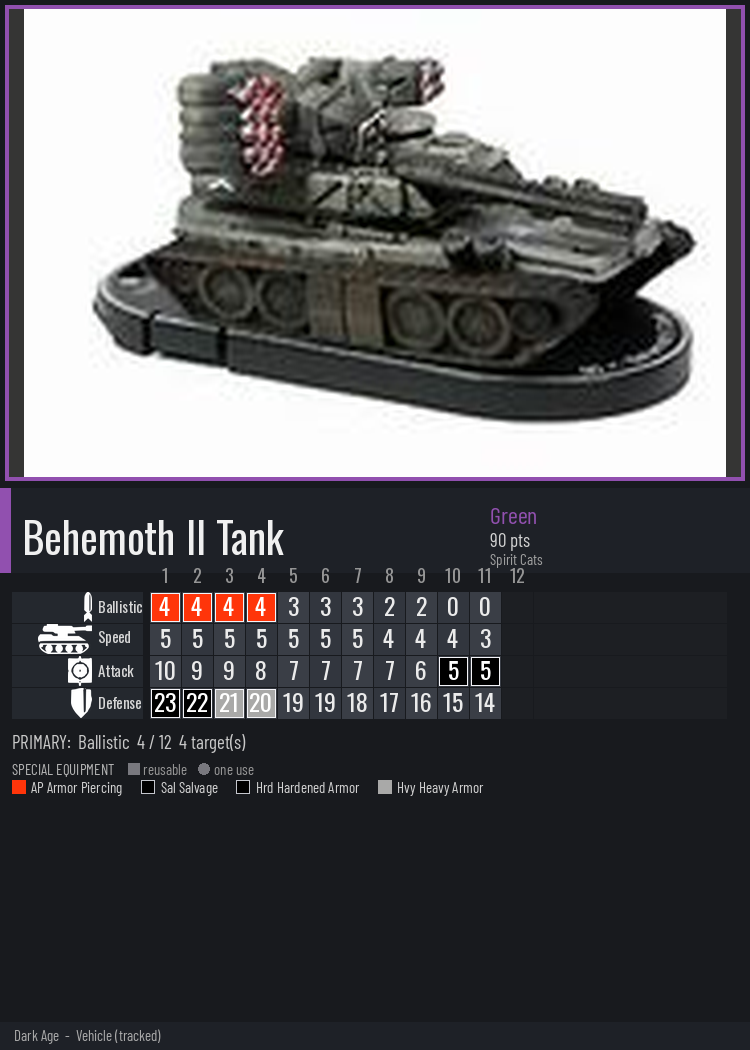 Behemoth II Tank
Green
90 pts
Spirit Cats
1 2 3 4 5 6 7 8 9 10 11 12
Ballistic 4 4 4 4 3 3 3 2 2 0 0
Speed 5 5 5 5 5 5 5 4 4 4 3
Attack 10 9 9 8 7 7 7 7 6 5 5
Defense 23 22 21 20 19 19 18 17 16 15 14
PRIMARY: Ballistic 4 / 12 4 target(s)
SPECIAL EQUIPMENT reusable one use
AP Armor Piercing Sal Salvage Hrd Hardened Armor Hvy Heavy Armor
Dark Age - Vehicle (tracked)